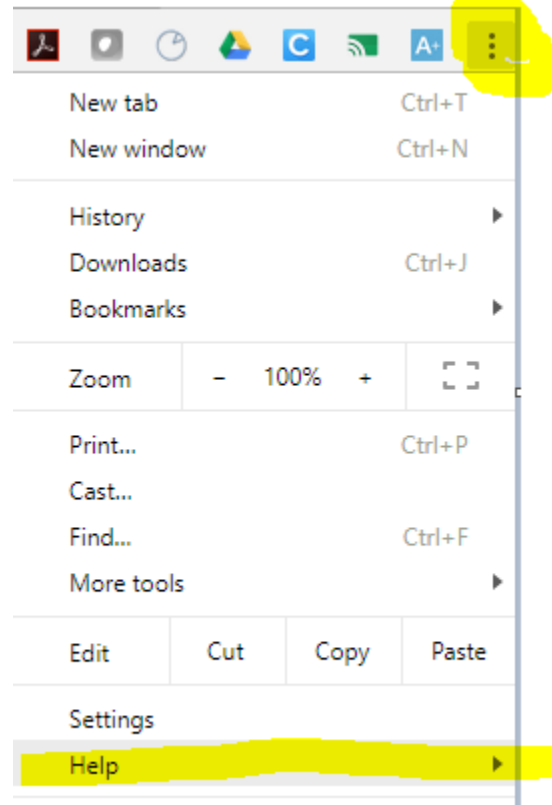 C A+
New tab Ctrl+T
New window Ctrl+N
History
Downloads Ctrl+J
Bookmarks
Zoom - 100% +
Print... Ctrl+P
Cast...
Find... Ctrl+F
More tools
Edit Cut Copy Paste
Settings
Help